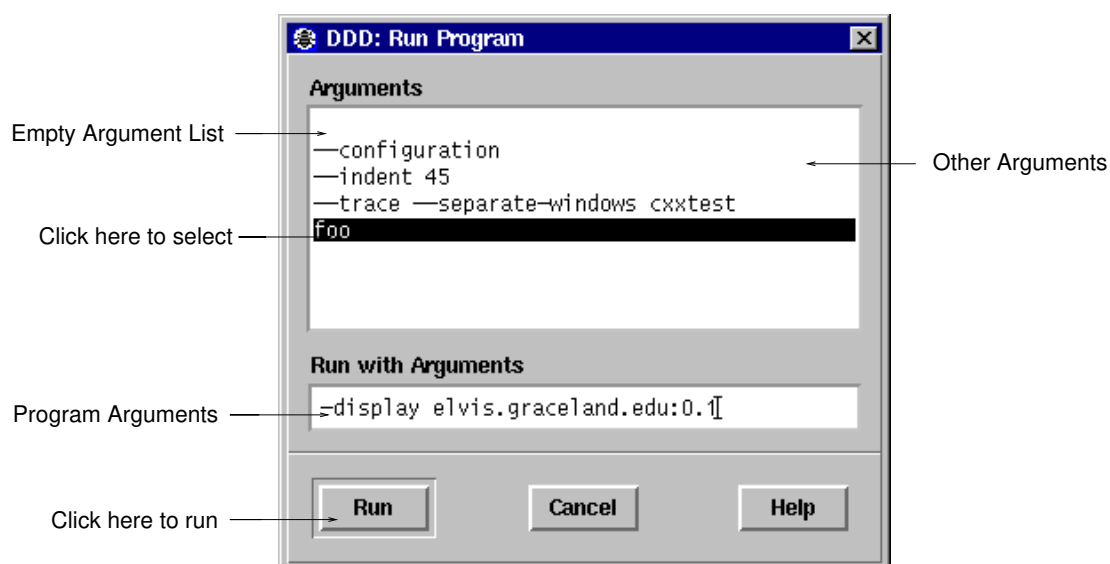 DDD: Run Program
Arguments
Empty Argument List
--configuration
--indent 45
--trace --separate-windows cxxtest
Other Arguments
Click here to select
foo
Run with Arguments
Program Arguments
-display elvis.graceland.edu:0.1
Click here to run
Run
Cancel
Help